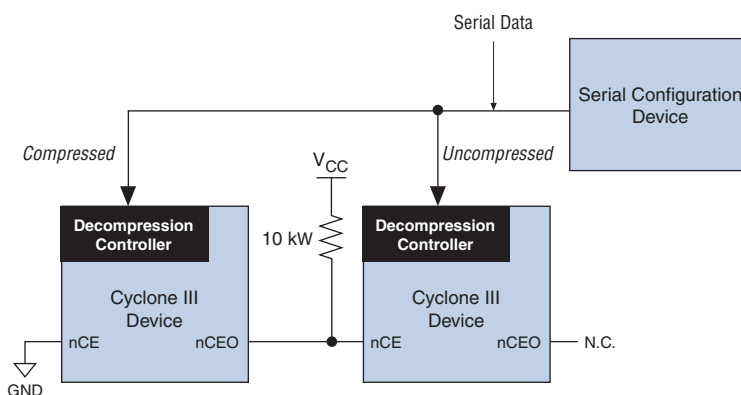 Serial Data
Serial Configuration
Device
Compressed
Uncompressed
VCC
Decompression
Controller
10 kW
Decompression
Controller
Cyclone III
Device
Cyclone III
Device
nCE
nCEO
nCE
nCEO
N.C.
GND